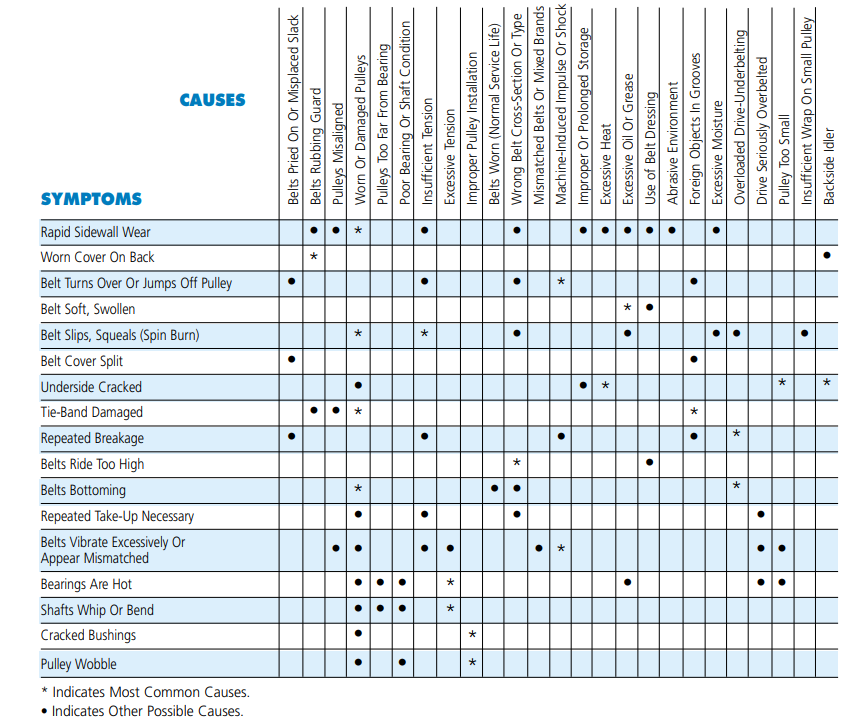 CAUSES
Belts Pried On Or Misplaced Slack
Belts Rubbing Guard
Pulleys Misaligned
Worn Or Damaged Pulleys
Pulleys Too Far From Bearing
Poor Bearing Or Shaft Condition
Insufficient Tension
Excessive Tension
Improper Pulley Installation
Belts Worn (Normal Service Life)
Wrong Belt Cross-Section Or Type
Mismatched Belts Or Mixed Brands
Machine-Induced Impulse Or Shock
Improper Or Prolonged Storage
Excessive Heat
Excessive Oil Or Grease
Use of Belt Dressing
Abrasive Environment
Foreign Objects In Grooves
Excessive Moisture
Overloaded Drive-Underbelting
Drive Seriously Overbelted
Pulley Too Small
Insufficient Wrap On Small Pulley
Backside Idler
SYMPTOMS
Rapid Sidewall Wear ● ● * ● ● ● ● ● ● ● ●
Worn Cover On Back * ●
Belt Turns Over Or Jumps Off Pulley ● ● ● * ●
Belt Soft, Swollen * ●
Belt Slips, Squeals (Spin Burn) * * ● ● ● ● ●
Belt Cover Split ● ●
Underside Cracked ● ● * * *
Tie-Band Damaged ● ● * *
Repeated Breakage ● ● ● ● *
Belts Ride Too High * ●
Belts Bottoming * ● ● *
Repeated Take-Up Necessary ● ● ● ●
Belts Vibrate Excessively Or
Appear Mismatched ● ● ● ● ● * ● ●
Bearings Are Hot ● ● ● * ● ● ●
Shafts Whip Or Bend ● ● ● *
Cracked Bushings ● *
Pulley Wobble ● ● *
* Indicates Most Common Causes.
● Indicates Other Possible Causes.